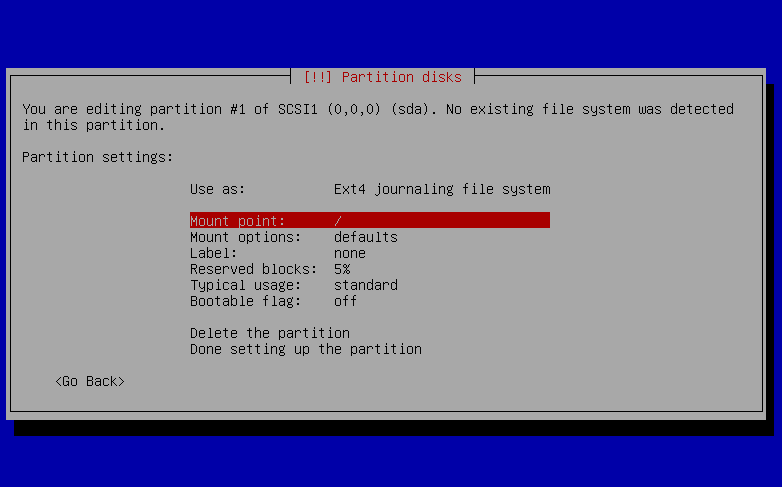 [!!] Partition disks
You are editing partition #1 of SCSI1 (0,0,0) (sda). No existing file system was detected
in this partition.
Partition settings:
Use as: Ext4 journaling file system
Mount point: /
Mount options: defaults
Label: none
Reserved blocks: 5%
Typical usage: standard
Bootable flag: off
Delete the partition
Done setting up the partition
<Go Back>